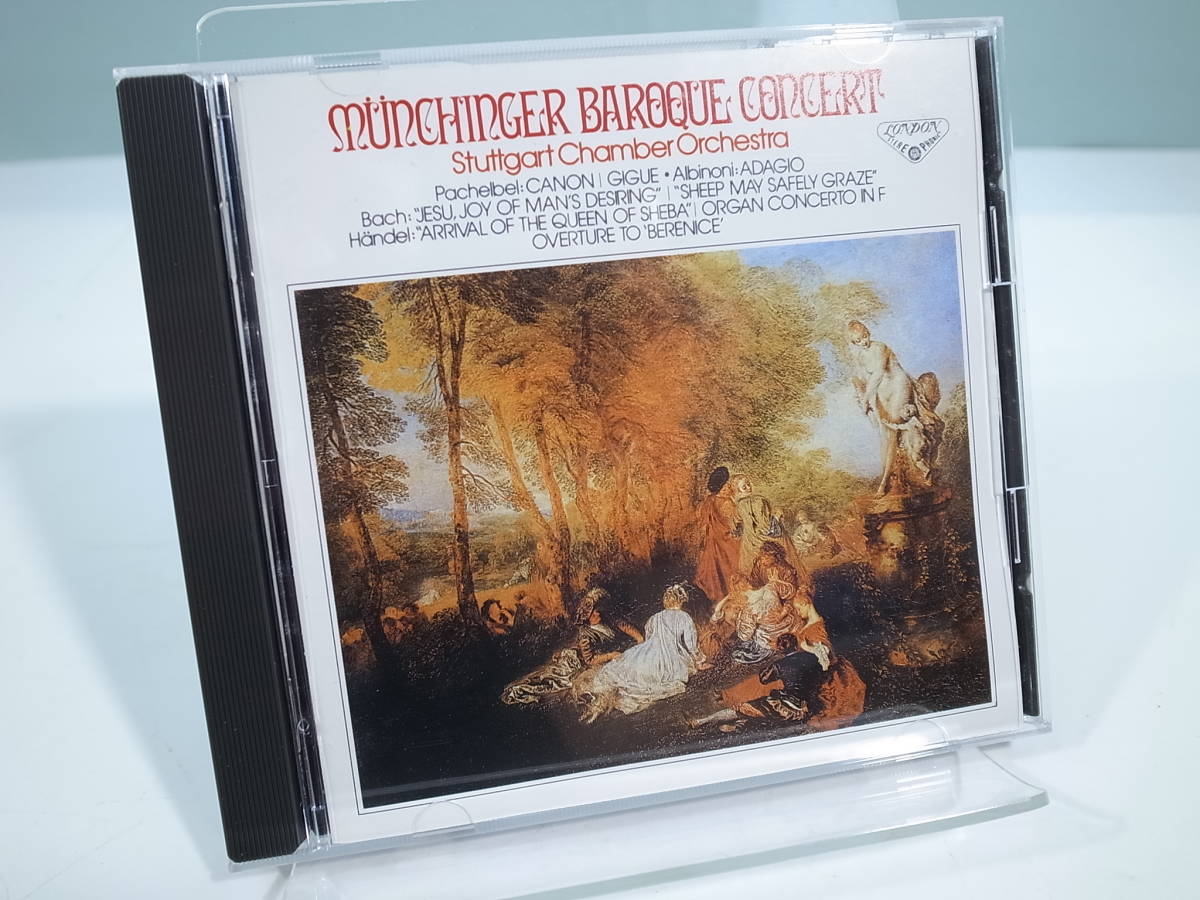 MÜNCHINGER BAROQUE CONCERT
Stuttgart Chamber Orchestra
LONDON
STEREOPHONIC
Pachelbel: CANON | GIGUE • Albinoni: ADAGIO
Bach: "JESU, JOY OF MAN'S DESIRING" | "SHEEP MAY SAFELY GRAZE"
Händel: "ARRIVAL OF THE QUEEN OF SHEBA" | ORGAN CONCERTO IN F
OVERTURE TO 'BERENICE'